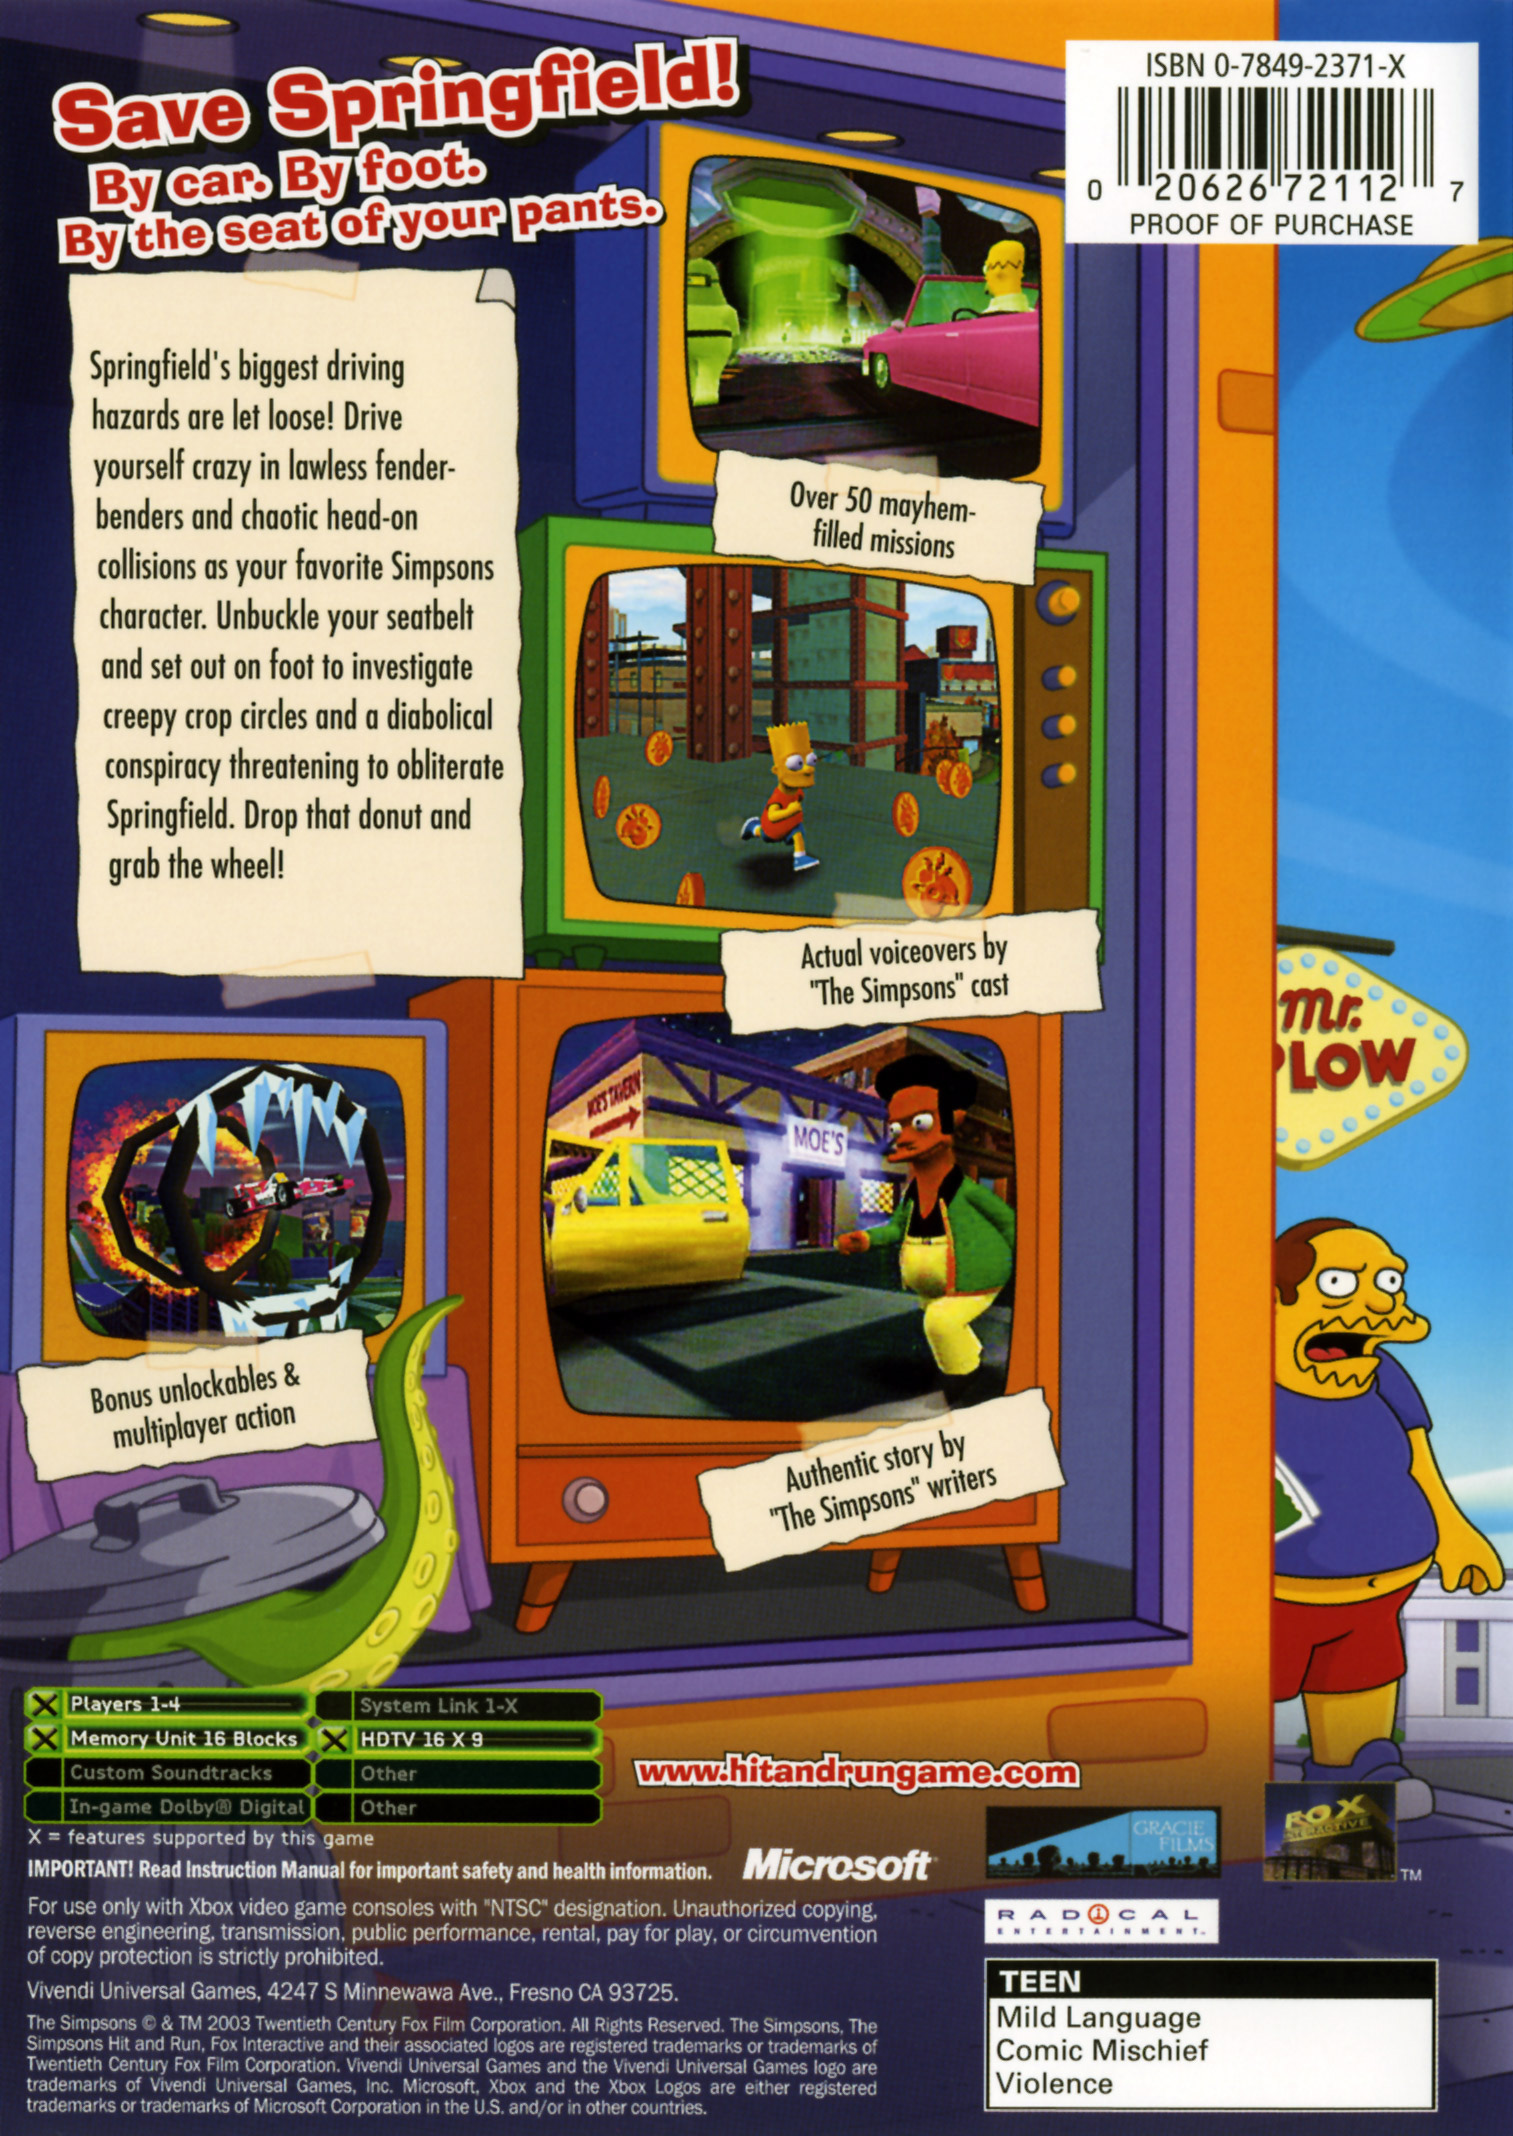 Save Springfield!
By car. By foot.
By the seat of your pants.
ISBN 0-7849-2371-X
0 20626 72112 7
PROOF OF PURCHASE
Springfield's biggest driving
hazards are let loose! Drive
yourself crazy in lawless fender-
benders and chaotic head-on
collisions as your favorite Simpsons
character. Unbuckle your seatbelt
and set out on foot to investigate
creepy crop circles and a diabolical
conspiracy threatening to obliterate
Springfield. Drop that donut and
grab the wheel!
Over 50 mayhem-
filled missions
Actual voiceovers by
"The Simpsons" cast
Mr.
PLOW
MOE'S TAVERN
MOE'S
Bonus unlockables &
multiplayer action
Authentic story by
"The Simpsons" writers
Players 1-4
System Link 1-X
Memory Unit 16 Blocks
HDTV 16 X 9
Custom Soundtracks
Other
In-game Dolby® Digital
Other
X = features supported by this game
www.hitandrungame.com
IMPORTANT! Read Instruction Manual for important safety and health information.
Microsoft
GRACIE
FILMS
FOX
INTERACTIVE
TM
For use only with Xbox video game consoles with "NTSC" designation. Unauthorized copying,
reverse engineering, transmission, public performance, rental, pay for play, or circumvention
of copy protection is strictly prohibited.
RADICAL
ENTERTAINMENT
Vivendi Universal Games, 4247 S Minnewawa Ave., Fresno CA 93725.
The Simpsons © & TM 2003 Twentieth Century Fox Film Corporation. All Rights Reserved. The Simpsons, The
Simpsons Hit and Run, Fox Interactive and their associated logos are registered trademarks or trademarks of
Twentieth Century Fox Film Corporation. Vivendi Universal Games and the Vivendi Universal Games logo are
trademarks of Vivendi Universal Games, Inc. Microsoft, Xbox and the Xbox Logos are either registered
trademarks or trademarks of Microsoft Corporation in the U.S. and/or in other countries.
TEEN
Mild Language
Comic Mischief
Violence